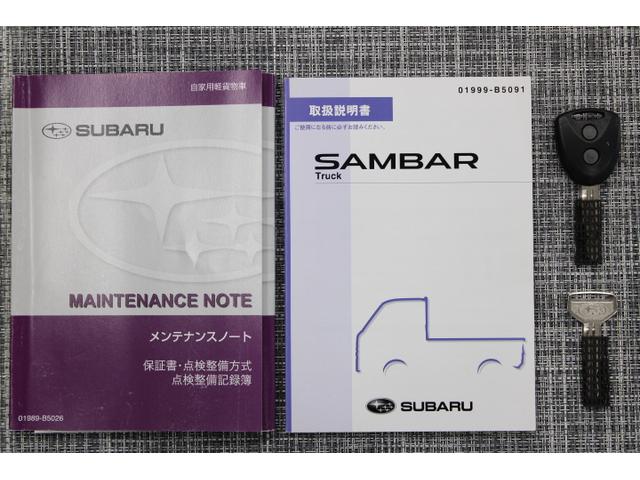 自家用軽貨物車
SUBARU
MAINTENANCE NOTE
メンテナンスノート
保証書・点検整備方式
点検整備記録簿
01989-B5026
01999-B5091
取扱説明書
ご使用になる前に必ずお読みください。
SAMBAR
Truck
SUBARU